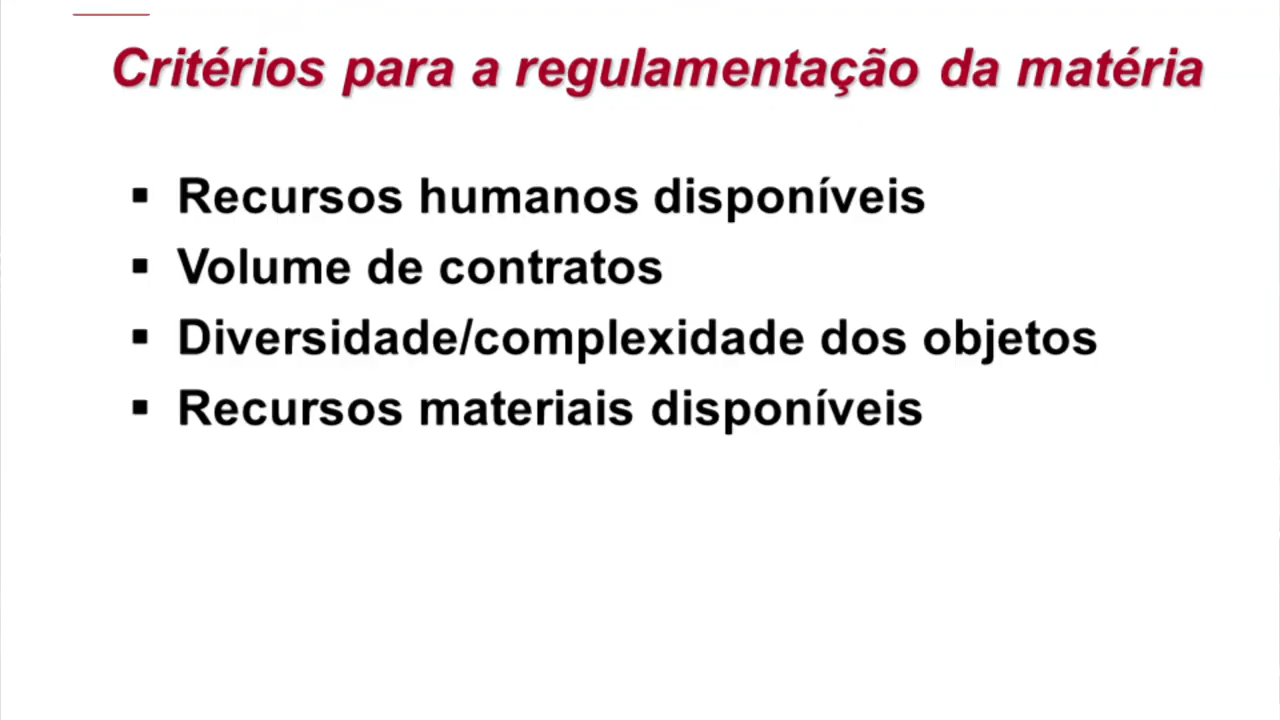 Critérios para a regulamentação da matéria
▪ Recursos humanos disponíveis
▪ Volume de contratos
▪ Diversidade/complexidade dos objetos
▪ Recursos materiais disponíveis